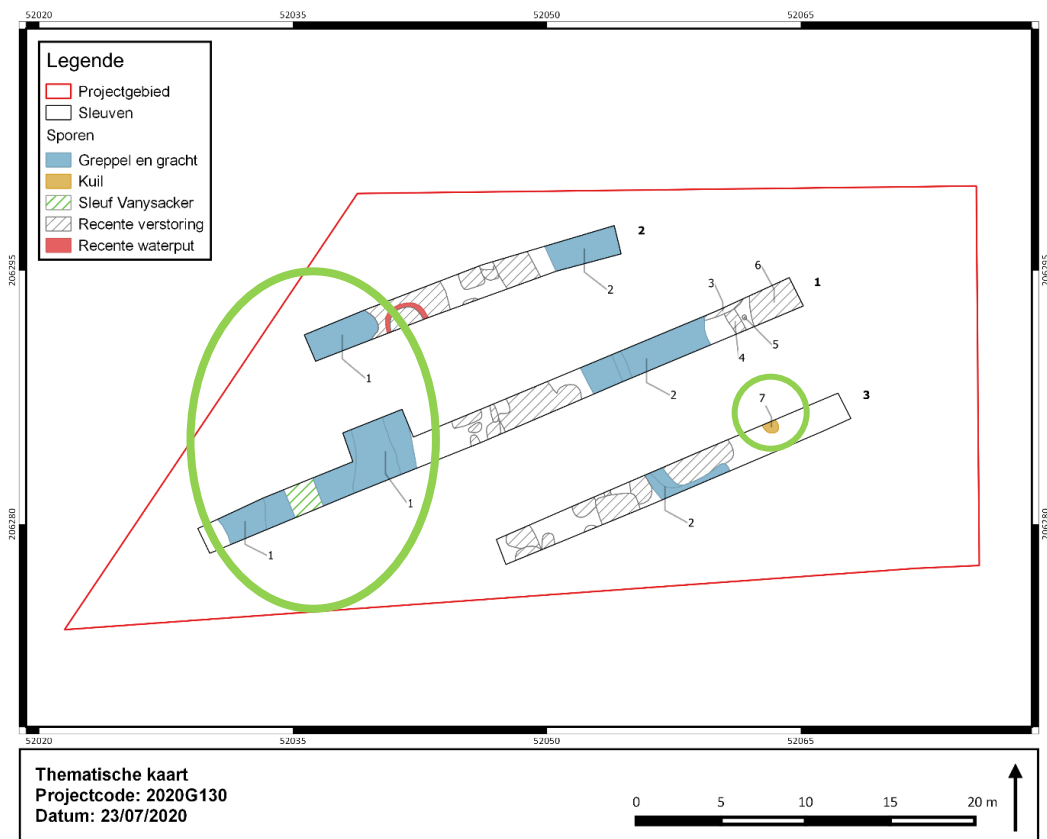 52020 52035 52050 52065
Legende
Projectgebied
Sleuven
Sporen
Greppel en gracht
Kuil
Sleuf Vanysacker
Recente verstoring
Recente waterput
2
206295 206295
6
1
3
2
5
4
1
2
7
3
1
206280 206280
2
1
52020 52035 52050 52065
Thematische kaart
Projectcode: 2020G130
Datum: 23/07/2020
0 5 10 15 20 m